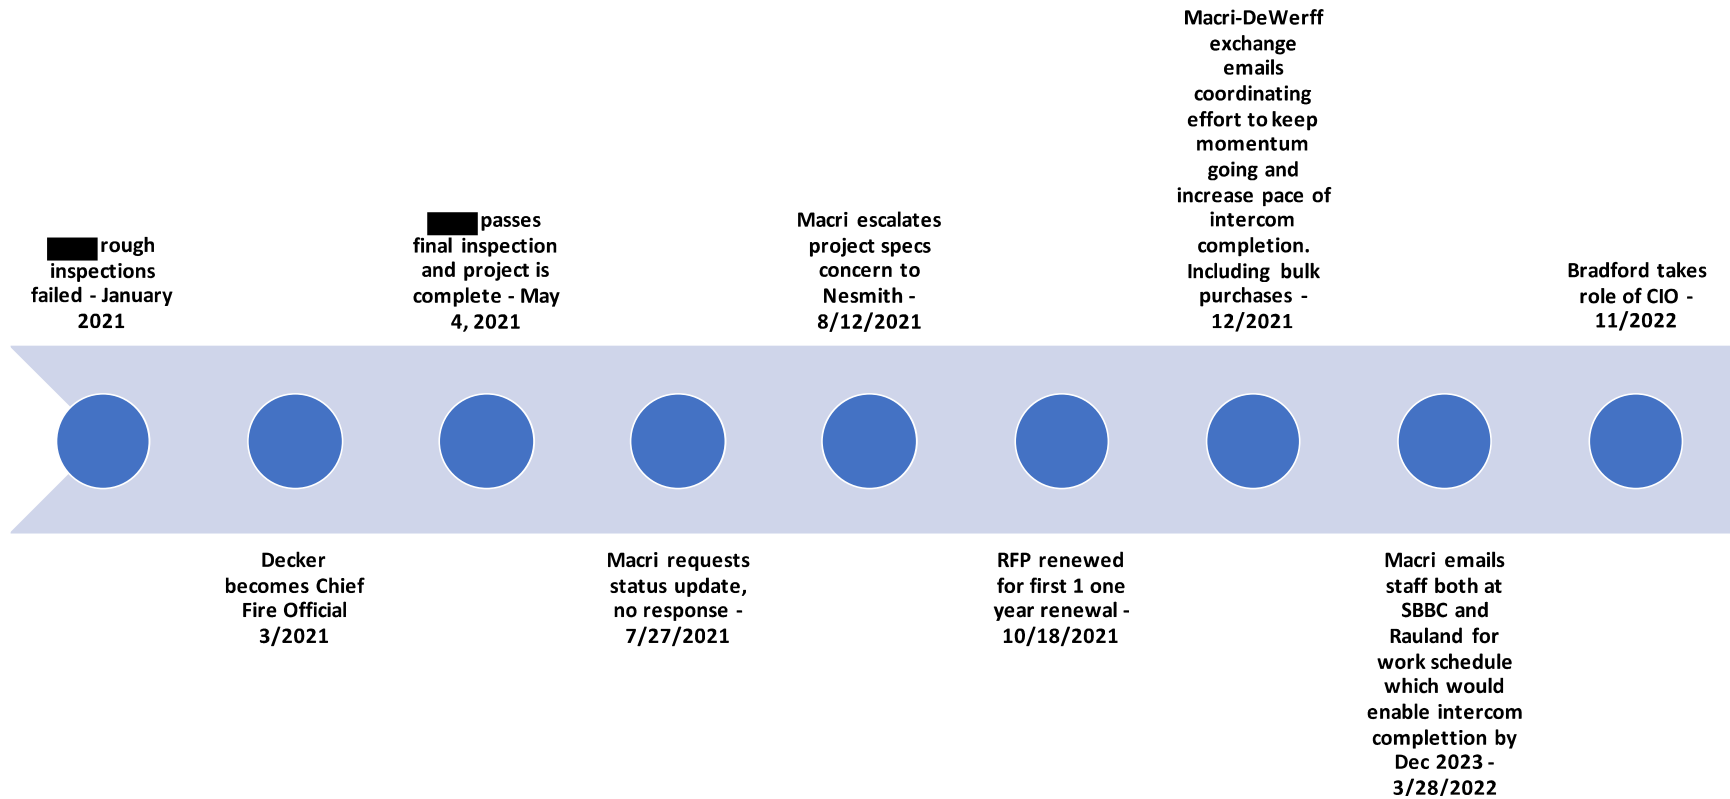 rough
inspections
failed - January
2021
Decker
becomes Chief
Fire Official
3/2021
passes
final inspection
and project is
complete - May
4, 2021
Macri requests
status update,
no response -
7/27/2021
Macri escalates
project specs
concern to
Nesmith -
8/12/2021
RFP renewed
for first 1 one
year renewal -
10/18/2021
Macri-DeWerff
exchange
emails
coordinating
effort to keep
momentum
going and
increase pace of
intercom
completion.
Including bulk
purchases -
12/2021
Macri emails
staff both at
SBBC and
Rauland for
work schedule
which would
enable intercom
complettion by
Dec 2023 -
3/28/2022
Bradford takes
role of CIO -
11/2022